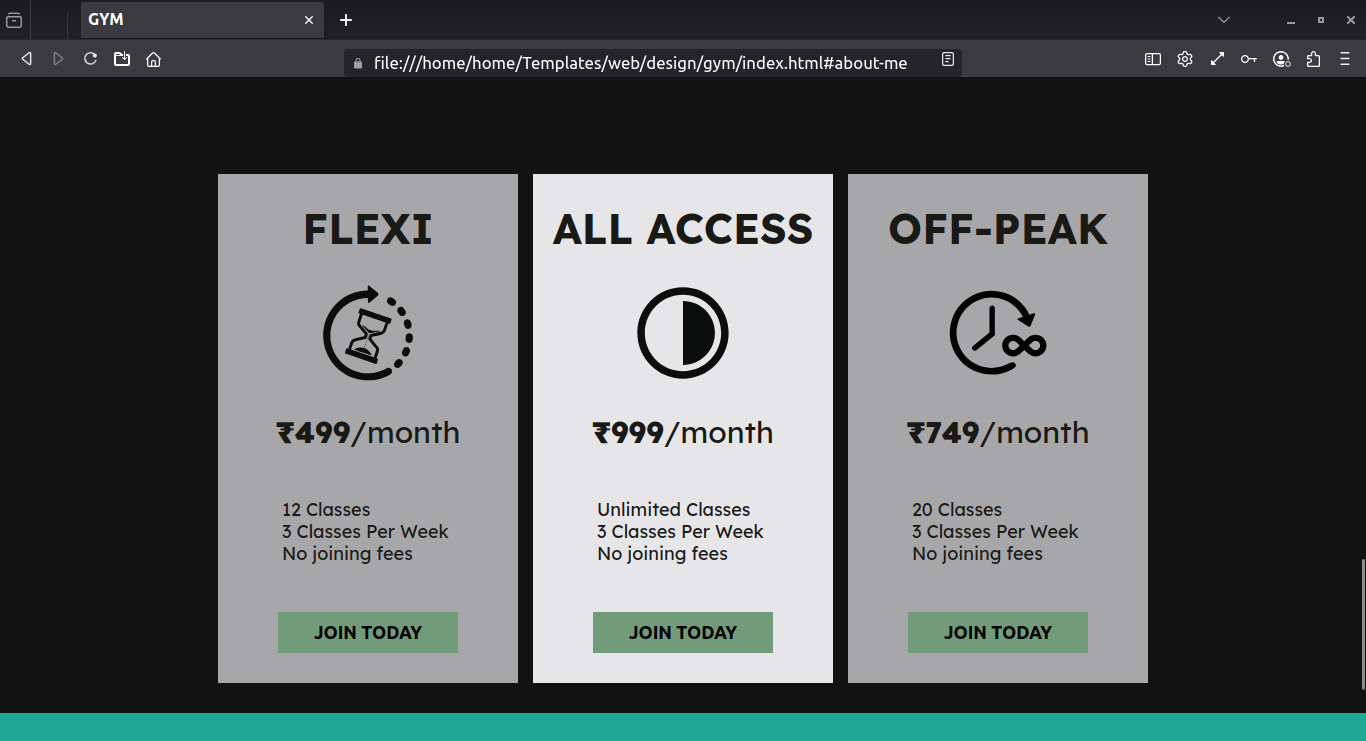 GYM
file:///home/home/Templates/web/design/gym/index.html#about-me
FLEXI
₹499/month
12 Classes
3 Classes Per Week
No joining fees
JOIN TODAY
ALL ACCESS
₹999/month
Unlimited Classes
3 Classes Per Week
No joining fees
JOIN TODAY
OFF-PEAK
₹749/month
20 Classes
3 Classes Per Week
No joining fees
JOIN TODAY